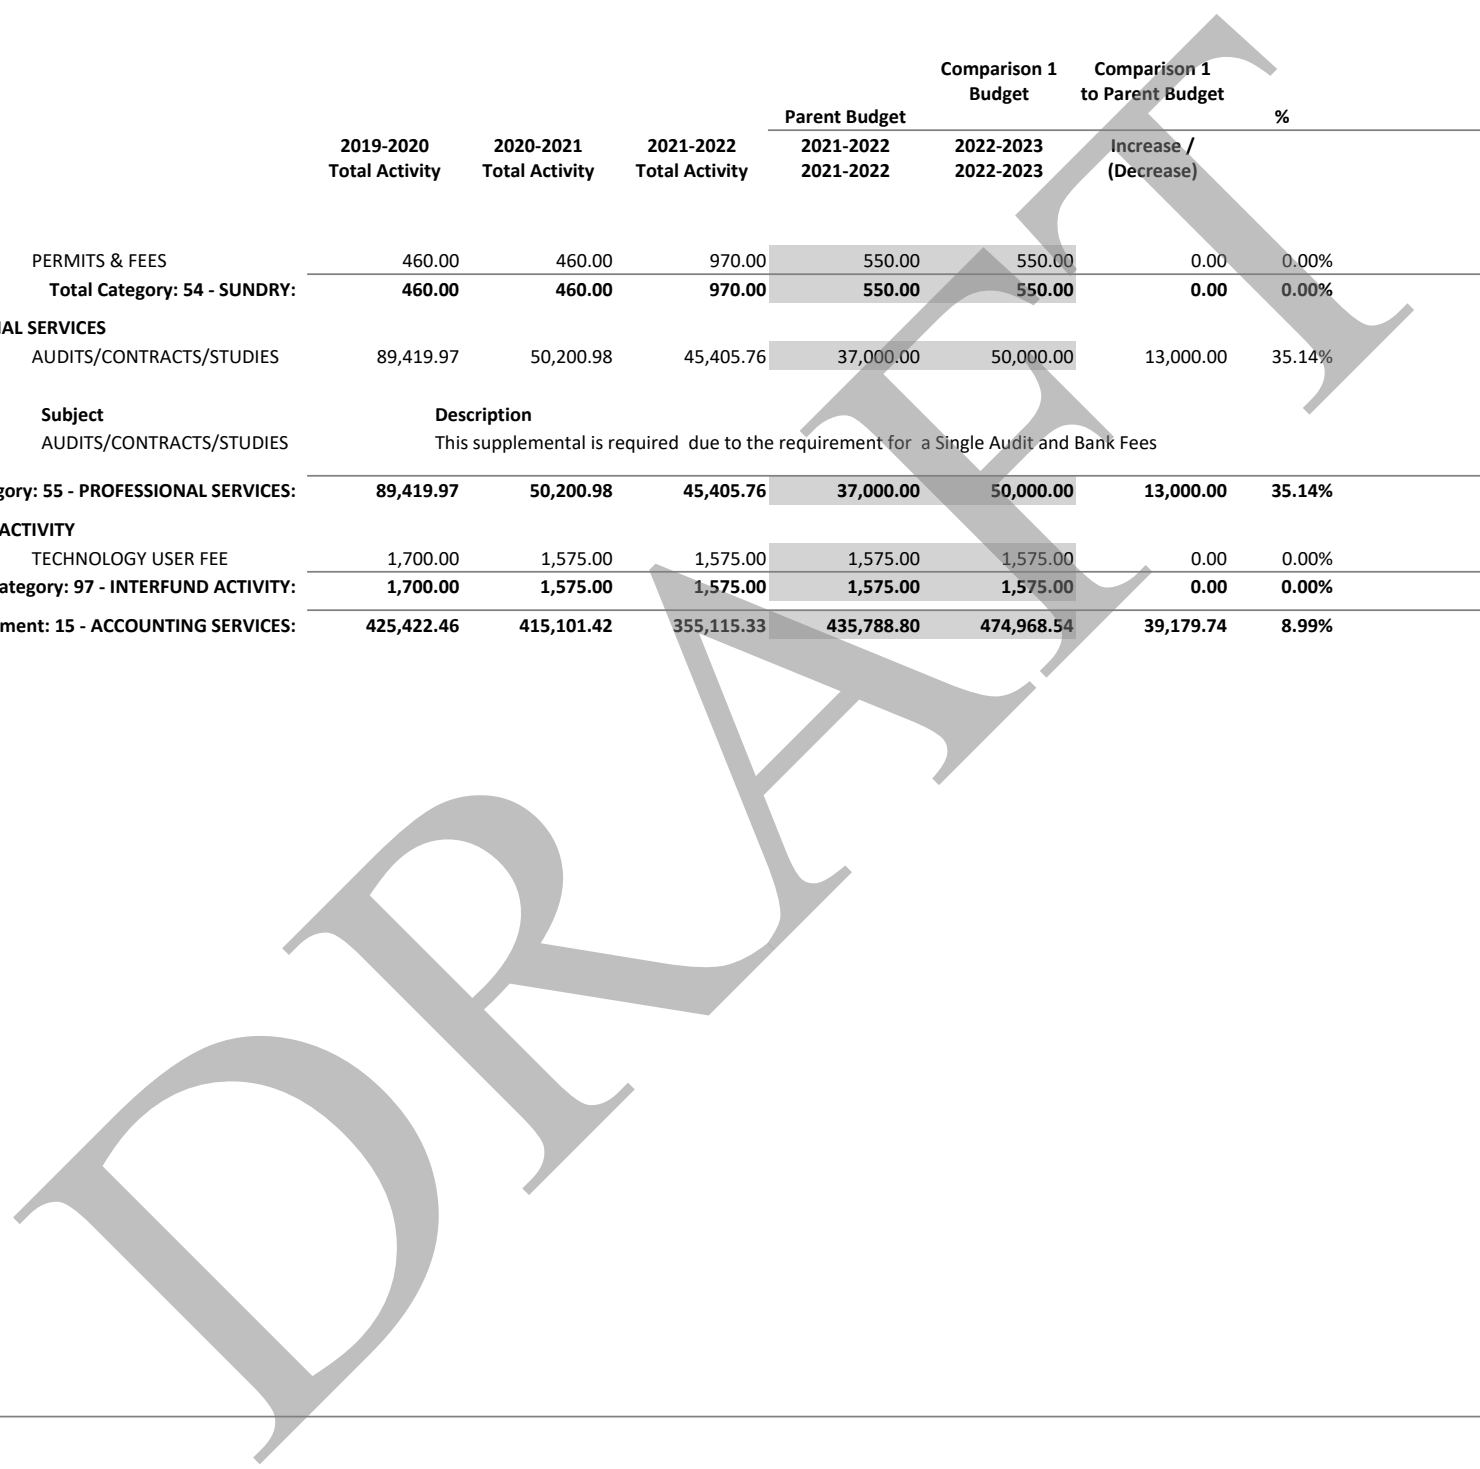 Comparison 1 Comparison 1
Budget to Parent Budget
Parent Budget %
2019-2020 2020-2021 2021-2022 2021-2022 2022-2023 Increase /
Total Activity Total Activity Total Activity 2021-2022 2022-2023 (Decrease)
PERMITS & FEES 460.00 460.00 970.00 550.00 550.00 0.00 0.00%
Total Category: 54 - SUNDRY: 460.00 460.00 970.00 550.00 550.00 0.00 0.00%
NAL SERVICES
AUDITS/CONTRACTS/STUDIES 89,419.97 50,200.98 45,405.76 37,000.00 50,000.00 13,000.00 35.14%
Subject Description
AUDITS/CONTRACTS/STUDIES This supplemental is required due to the requirement for a Single Audit and Bank Fees
gory: 55 - PROFESSIONAL SERVICES: 89,419.97 50,200.98 45,405.76 37,000.00 50,000.00 13,000.00 35.14%
ACTIVITY
TECHNOLOGY USER FEE 1,700.00 1,575.00 1,575.00 1,575.00 1,575.00 0.00 0.00%
ategory: 97 - INTERFUND ACTIVITY: 1,700.00 1,575.00 1,575.00 1,575.00 1,575.00 0.00 0.00%
ment: 15 - ACCOUNTING SERVICES: 425,422.46 415,101.42 355,115.33 435,788.80 474,968.54 39,179.74 8.99%
DRAFT